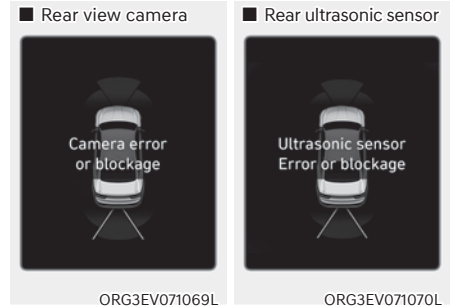 ■ Rear view camera
Camera error
or blockage
ORG3EV071069L
■ Rear ultrasonic sensor
Ultrasonic sensor
Error or blockage
ORG3EV071070L